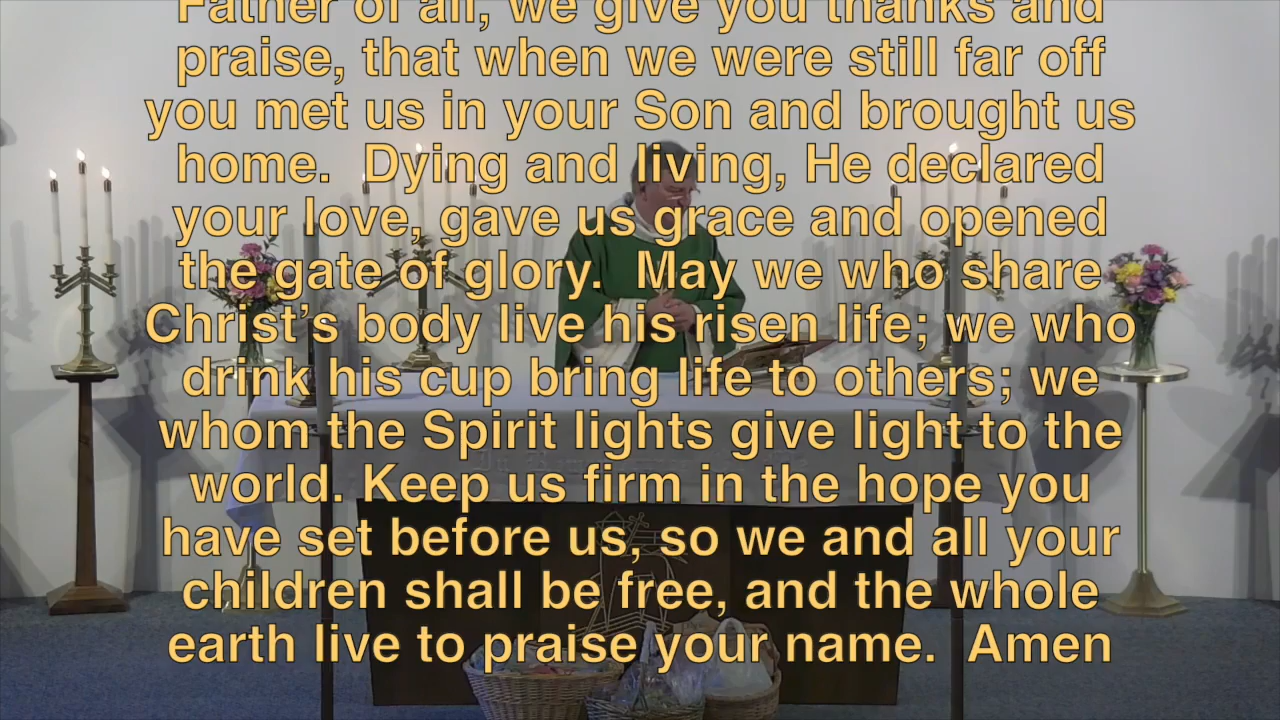 Father of all, we give you thanks and
praise, that when we were still far off
you met us in your Son and brought us
home.  Dying and living, He declared
your love, gave us grace and opened
the gate of glory.  May we who share
Christ’s body live his risen life; we who
drink his cup bring life to others; we
whom the Spirit lights give light to the
world. Keep us firm in the hope you
have set before us, so we and all your
children shall be free, and the whole
earth live to praise your name.  Amen